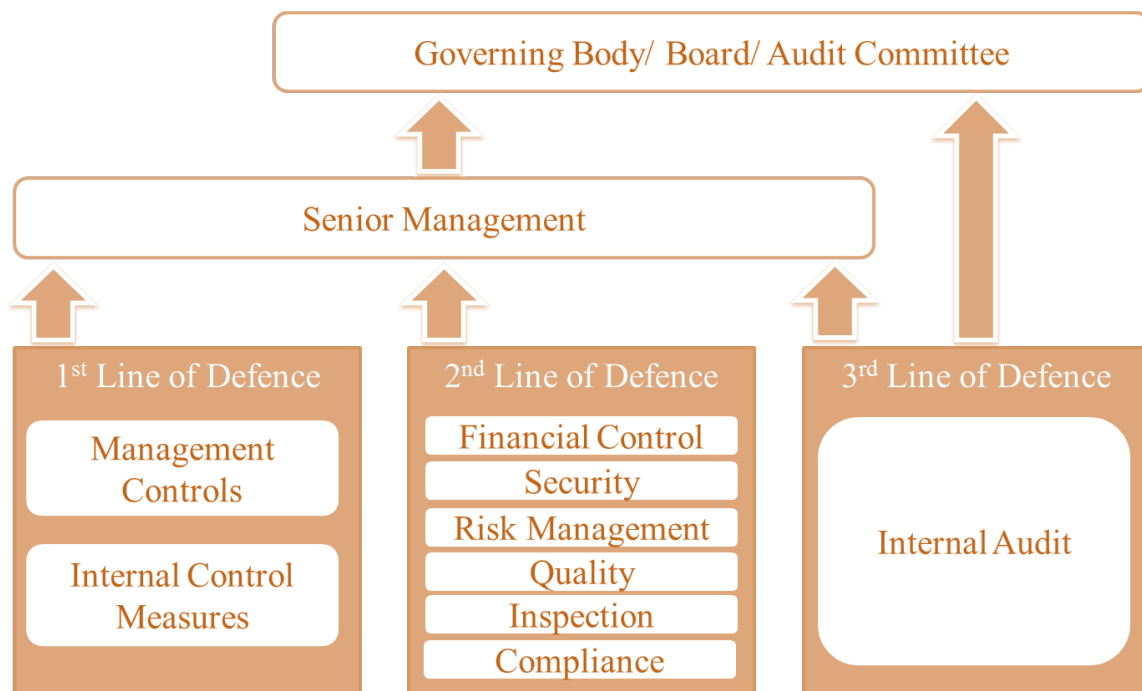 Governing Body/ Board/ Audit Committee
Senior Management
1st Line of Defence
Management
Controls
Internal Control
Measures
2nd Line of Defence
Financial Control
Security
Risk Management
Quality
Inspection
Compliance
3rd Line of Defence
Internal Audit